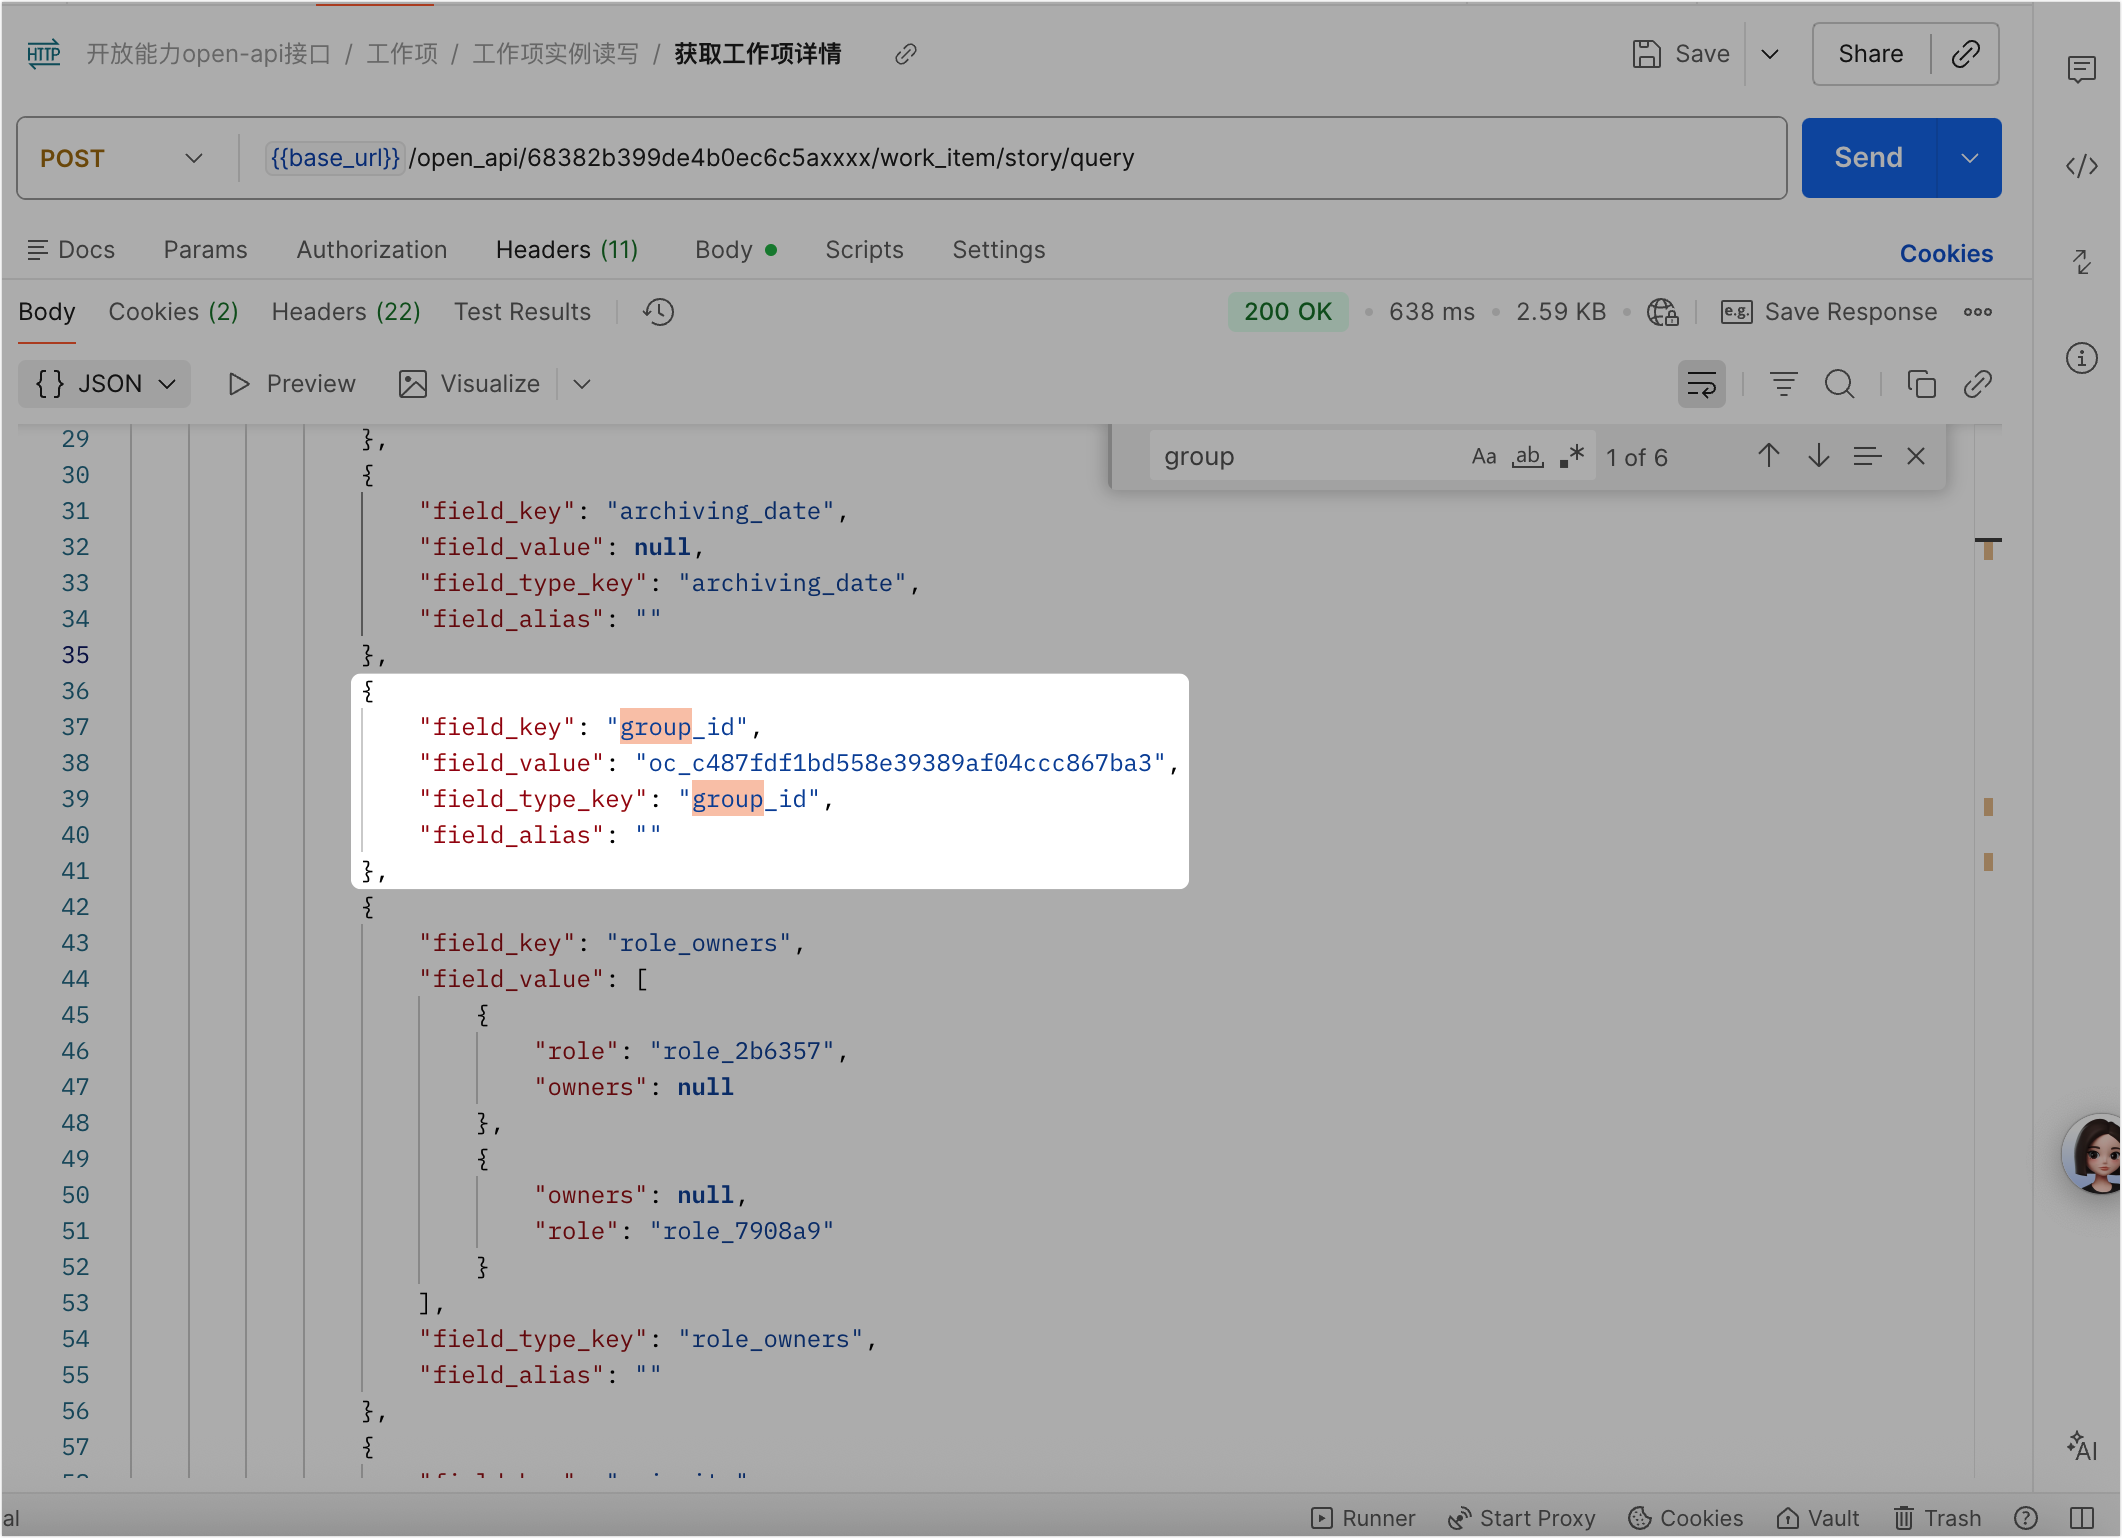 HTTP 开放能力open-api接口 / 工作项 / 工作项实例读写 / 获取工作项详情 Save Share
POST {{base_url}} /open_api/68382b399de4b0ec6c5axxxx/work_item/story/query Send
Docs Params Authorization Headers (11) Body Scripts Settings Cookies
Body Cookies (2) Headers (22) Test Results 200 OK • 638 ms • 2.59 KB • e.g. Save Response
{} JSON Preview Visualize
group Aa ab .* 1 of 6
29 },
30 {
31 "field_key": "archiving_date",
32 "field_value": null,
33 "field_type_key": "archiving_date",
34 "field_alias": ""
35 },
36 {
37 "field_key": "group_id",
38 "field_value": "oc_c487fdf1bd558e39389af04ccc867ba3",
39 "field_type_key": "group_id",
40 "field_alias": ""
41 },
42 {
43 "field_key": "role_owners",
44 "field_value": [
45 {
46 "role": "role_2b6357",
47 "owners": null
48 },
49 {
50 "owners": null,
51 "role": "role_7908a9"
52 }
53 ],
54 "field_type_key": "role_owners",
55 "field_alias": ""
56 },
57 {
AI
al Runner Start Proxy Cookies Vault Trash